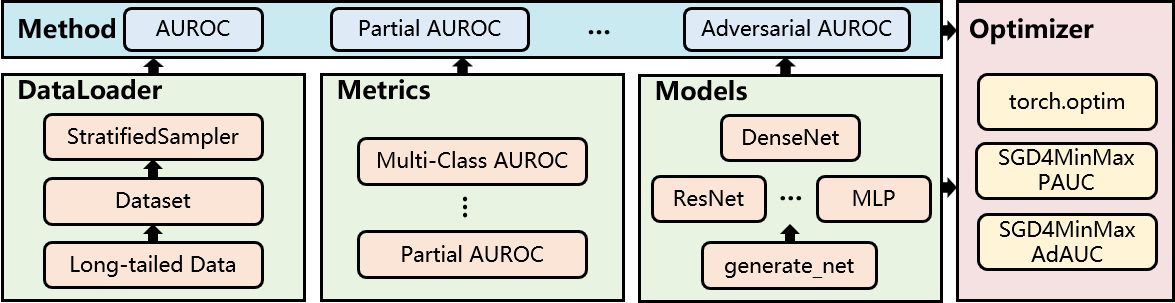 Method
AUROC
Partial AUROC
...
Adversarial AUROC
Optimizer
torch.optim
SGD4MinMax
PAUC
SGD4MinMax
AdAUC
DataLoader
StratifiedSampler
Dataset
Long-tailed Data
Metrics
Multi-Class AUROC
⋮
Partial AUROC
Models
DenseNet
ResNet
...
MLP
generate_net